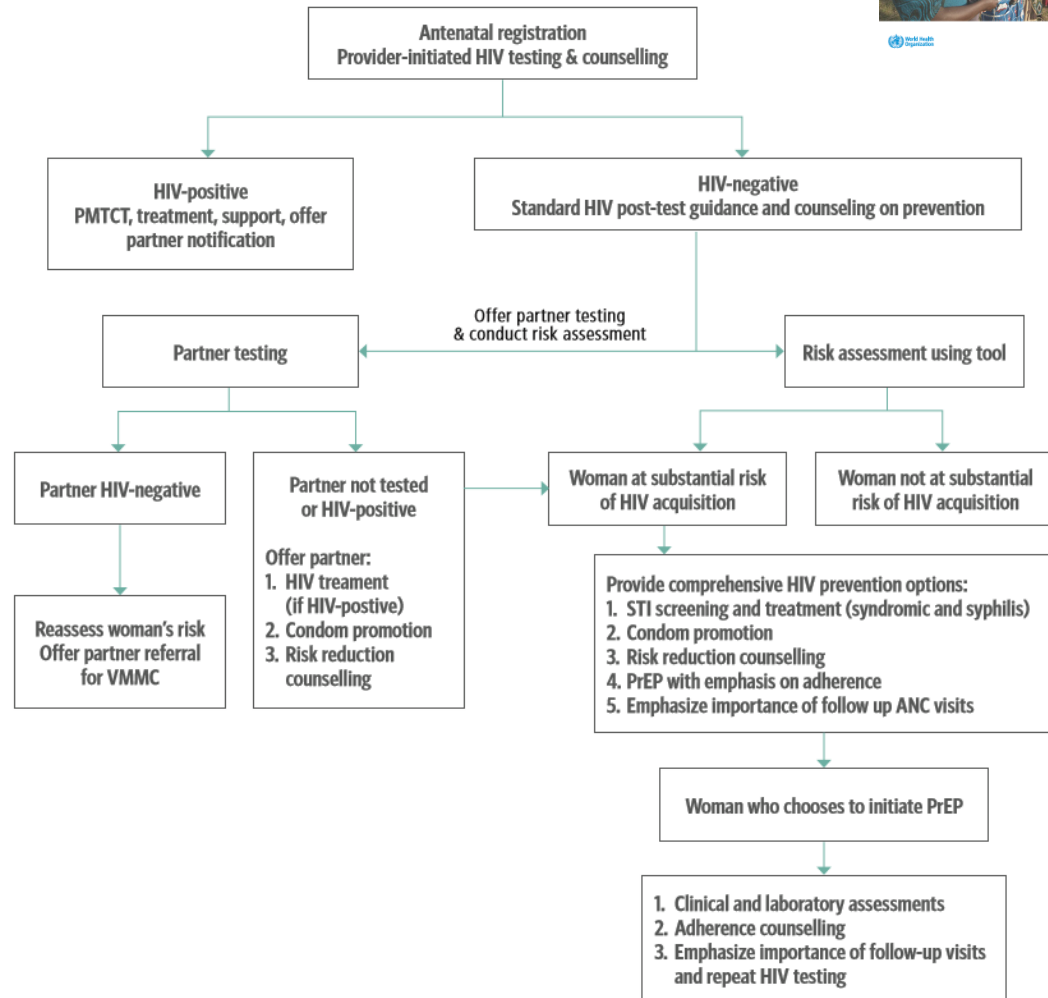 World Health
Organization
Antenatal registration
Provider-initiated HIV testing & counselling
HIV-positive
PMTCT, treatment, support, offer
partner notification
HIV-negative
Standard HIV post-test guidance and counseling on prevention
Offer partner testing
& conduct risk assessment
Partner testing
Risk assessment using tool
Partner HIV-negative
Partner not tested
or HIV-positive
Offer partner:
1. HIV treament
(if HIV-postive)
2. Condom promotion
3. Risk reduction
counselling
Woman at substantial risk
of HIV acquisition
Woman not at substantial
risk of HIV acquisition
Reassess woman's risk
Offer partner referral
for VMMC
Provide comprehensive HIV prevention options:
1. STI screening and treatment (syndromic and syphilis)
2. Condom promotion
3. Risk reduction counselling
4. PrEP with emphasis on adherence
5. Emphasize importance of follow up ANC visits
Woman who chooses to initiate PrEP
1. Clinical and laboratory assessments
2. Adherence counselling
3. Emphasize importance of follow-up visits
and repeat HIV testing